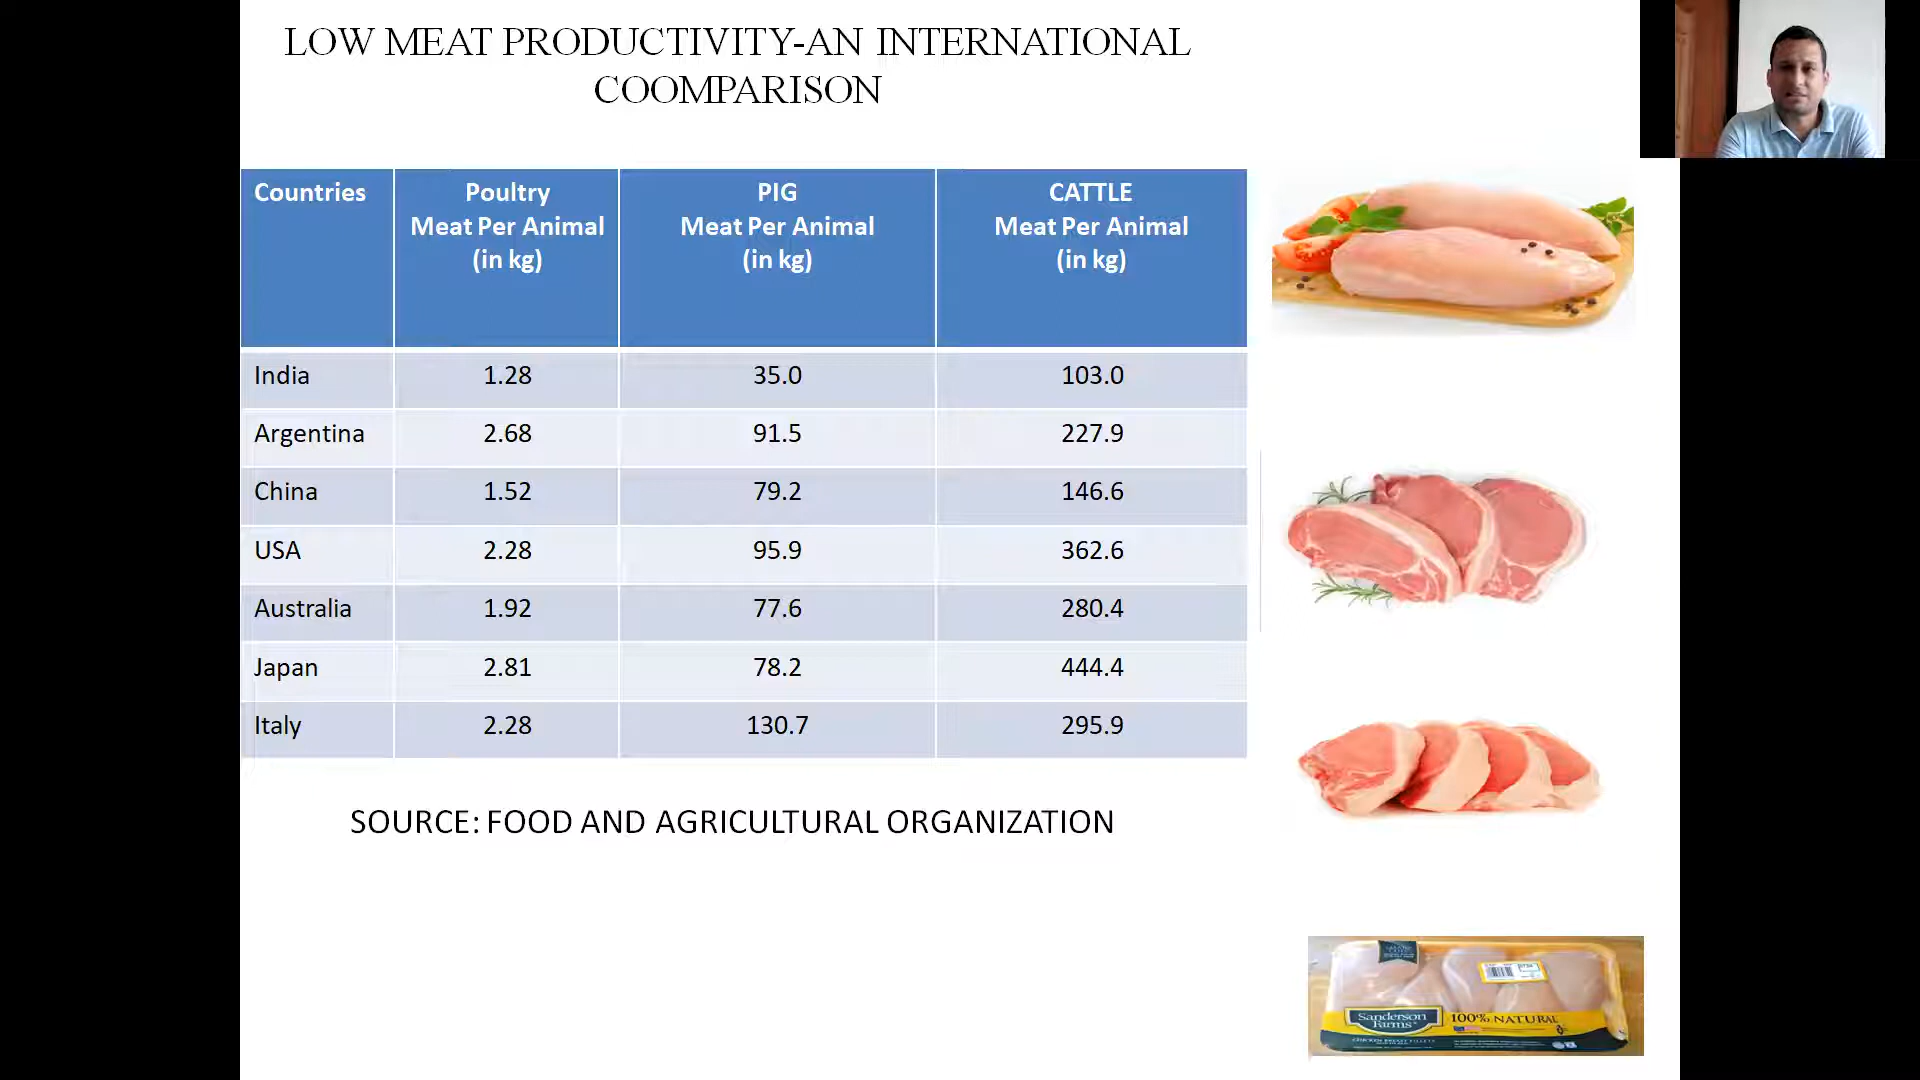 LOW MEAT PRODUCTIVITY-AN INTERNATIONAL
COOMPARISON
Countries
Poultry
Meat Per Animal
(in kg)
PIG
Meat Per Animal
(in kg)
CATTLE
Meat Per Animal
(in kg)
India 1.28 35.0 103.0
Argentina 2.68 91.5 227.9
China 1.52 79.2 146.6
USA 2.28 95.9 362.6
Australia 1.92 77.6 280.4
Japan 2.81 78.2 444.4
Italy 2.28 130.7 295.9
SOURCE: FOOD AND AGRICULTURAL ORGANIZATION
Sanderson
Farms
100% NATURAL
CHICKEN BREAST FILLETS